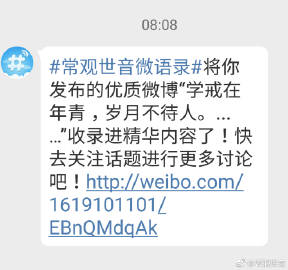 08:08
#常观世音微语录#将你
发布的优质微博“学戒在
年青，岁月不待人。...
...”收录进精华内容了！快
去关注话题进行更多讨论
吧！http://weibo.com/
1619101101/
EBnQMdqAk